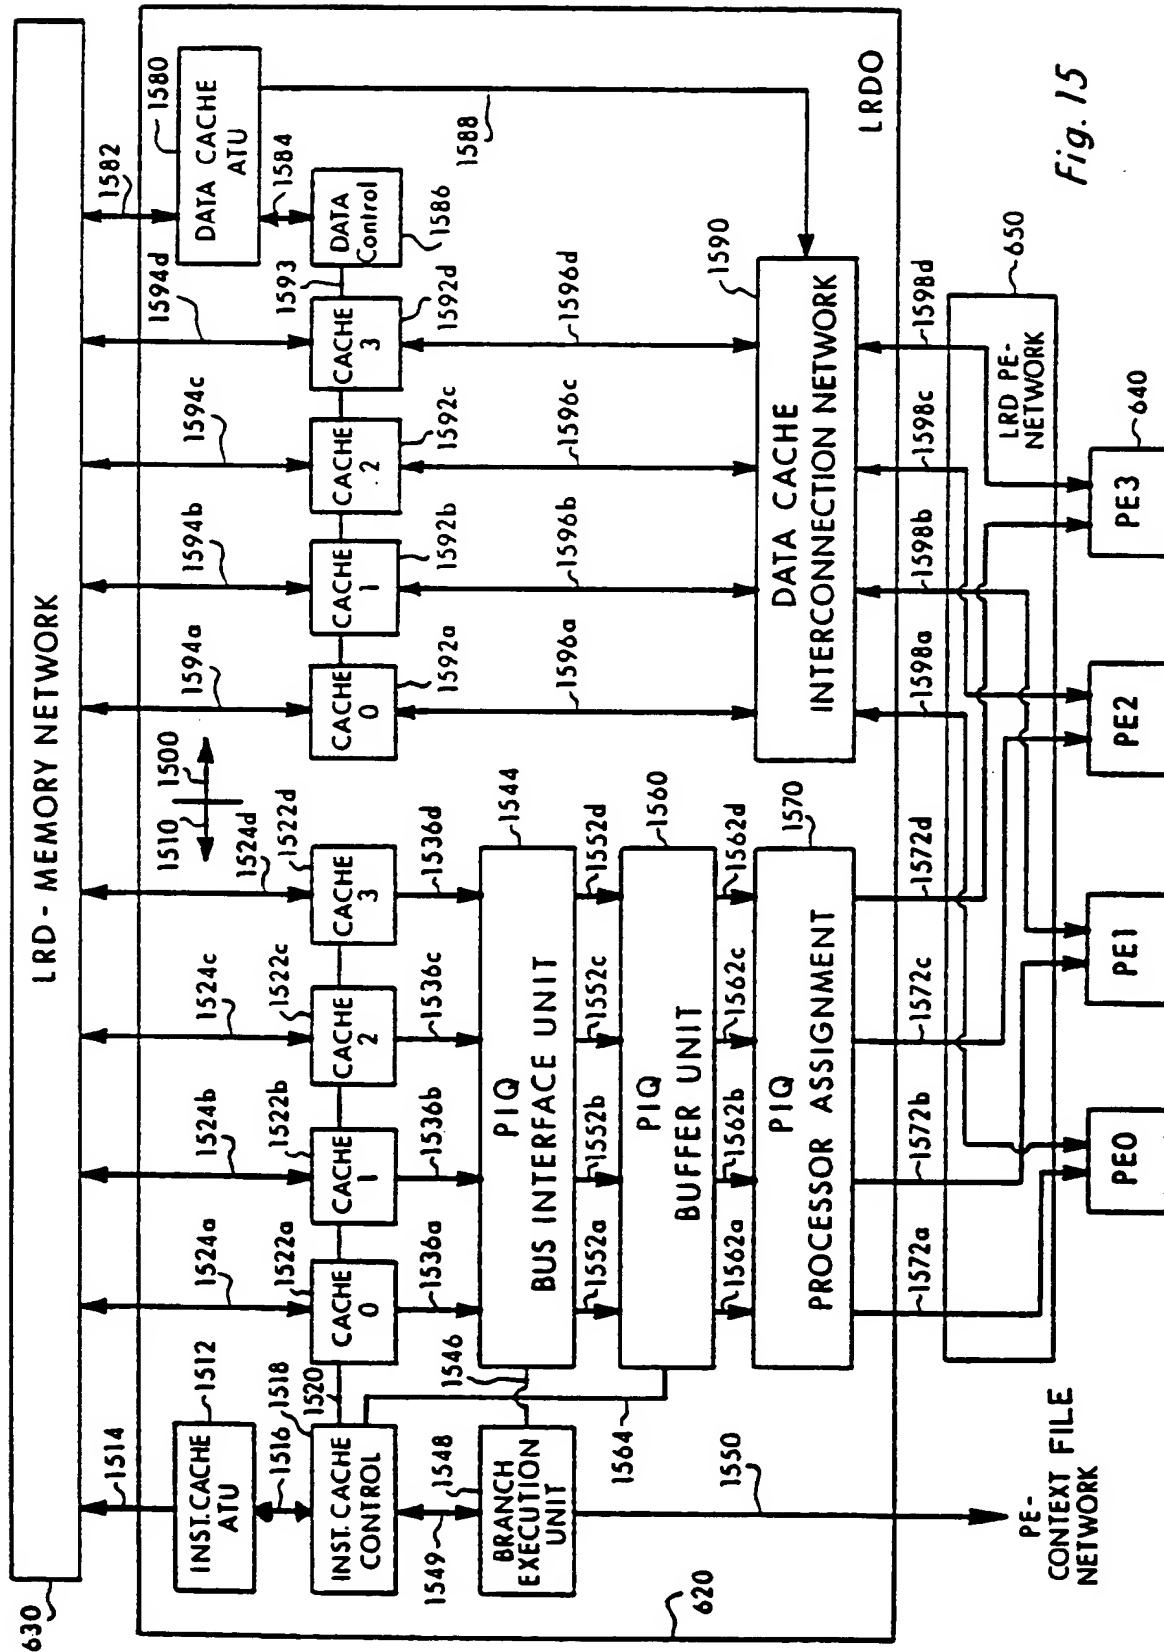 LRD - MEMORY NETWORK
630
1514
1524a
1524b
1524c
1510
1500
1524d
1594a
1594b
1594c
1594d
1582
INST. CACHE
ATU
1512
1516
1518
1520
INST. CACHE
CONTROL
1522a
1522b
1522c
1522d
CACHE
0
CACHE
1
CACHE
2
CACHE
3
1592a
1592b
1592c
1592d
CACHE
0
CACHE
1
CACHE
2
CACHE
3
1593
DATA
Control
1586
1584
DATA CACHE
ATU
1580
1588
1549
1548
BRANCH
EXECUTION
UNIT
1546
1564
1550
1536a
1536b
1536c
1536d
1544
PIQ
BUS INTERFACE UNIT
1552a
1552b
1552c
1552d
1560
PIQ
BUFFER UNIT
1562a
1562b
1562c
1562d
1570
PIQ
PROCESSOR ASSIGNMENT
1596a
1596b
1596c
1596d
1590
DATA CACHE
INTERCONNECTION NETWORK
LRDO
620
1572a
1572b
1572c
1572d
1598a
1598b
1598c
1598d
650
LRD PE-
NETWORK
PE-
CONTEXT FILE
NETWORK
PE0
PE1
PE2
PE3
640
Fig. 15